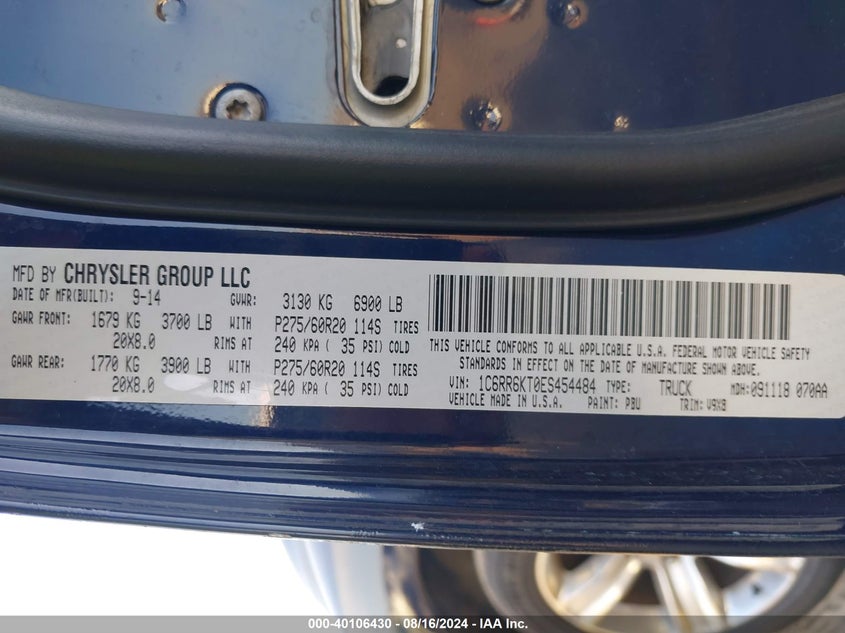 MFD BY CHRYSLER GROUP LLC
DATE OF MFR(BUILT): 9-14 GVWR: 3130 KG 6900 LB
GAWR FRONT: 1679 KG 3700 LB WITH P275/60R20 114S TIRES
20X8.0 RIMS AT 240 KPA ( 35 PSI) COLD
GAWR REAR: 1770 KG 3900 LB WITH P275/60R20 114S TIRES
20X8.0 RIMS AT 240 KPA ( 35 PSI) COLD
THIS VEHICLE CONFORMS TO ALL APPLICABLE U.S.A. FEDERAL MOTOR VEHICLE SAFETY
STANDARDS IN EFFECT ON THE DATE OF MANUFACTURE SHOWN ABOVE.
VIN: 1C6RR6KT0ES454484 TYPE: TRUCK MDH: 091118 070AA
VEHICLE MADE IN U.S.A. PAINT: PBU TRIM: V9X8
000-40106430 - 08/16/2024 - IAA Inc.